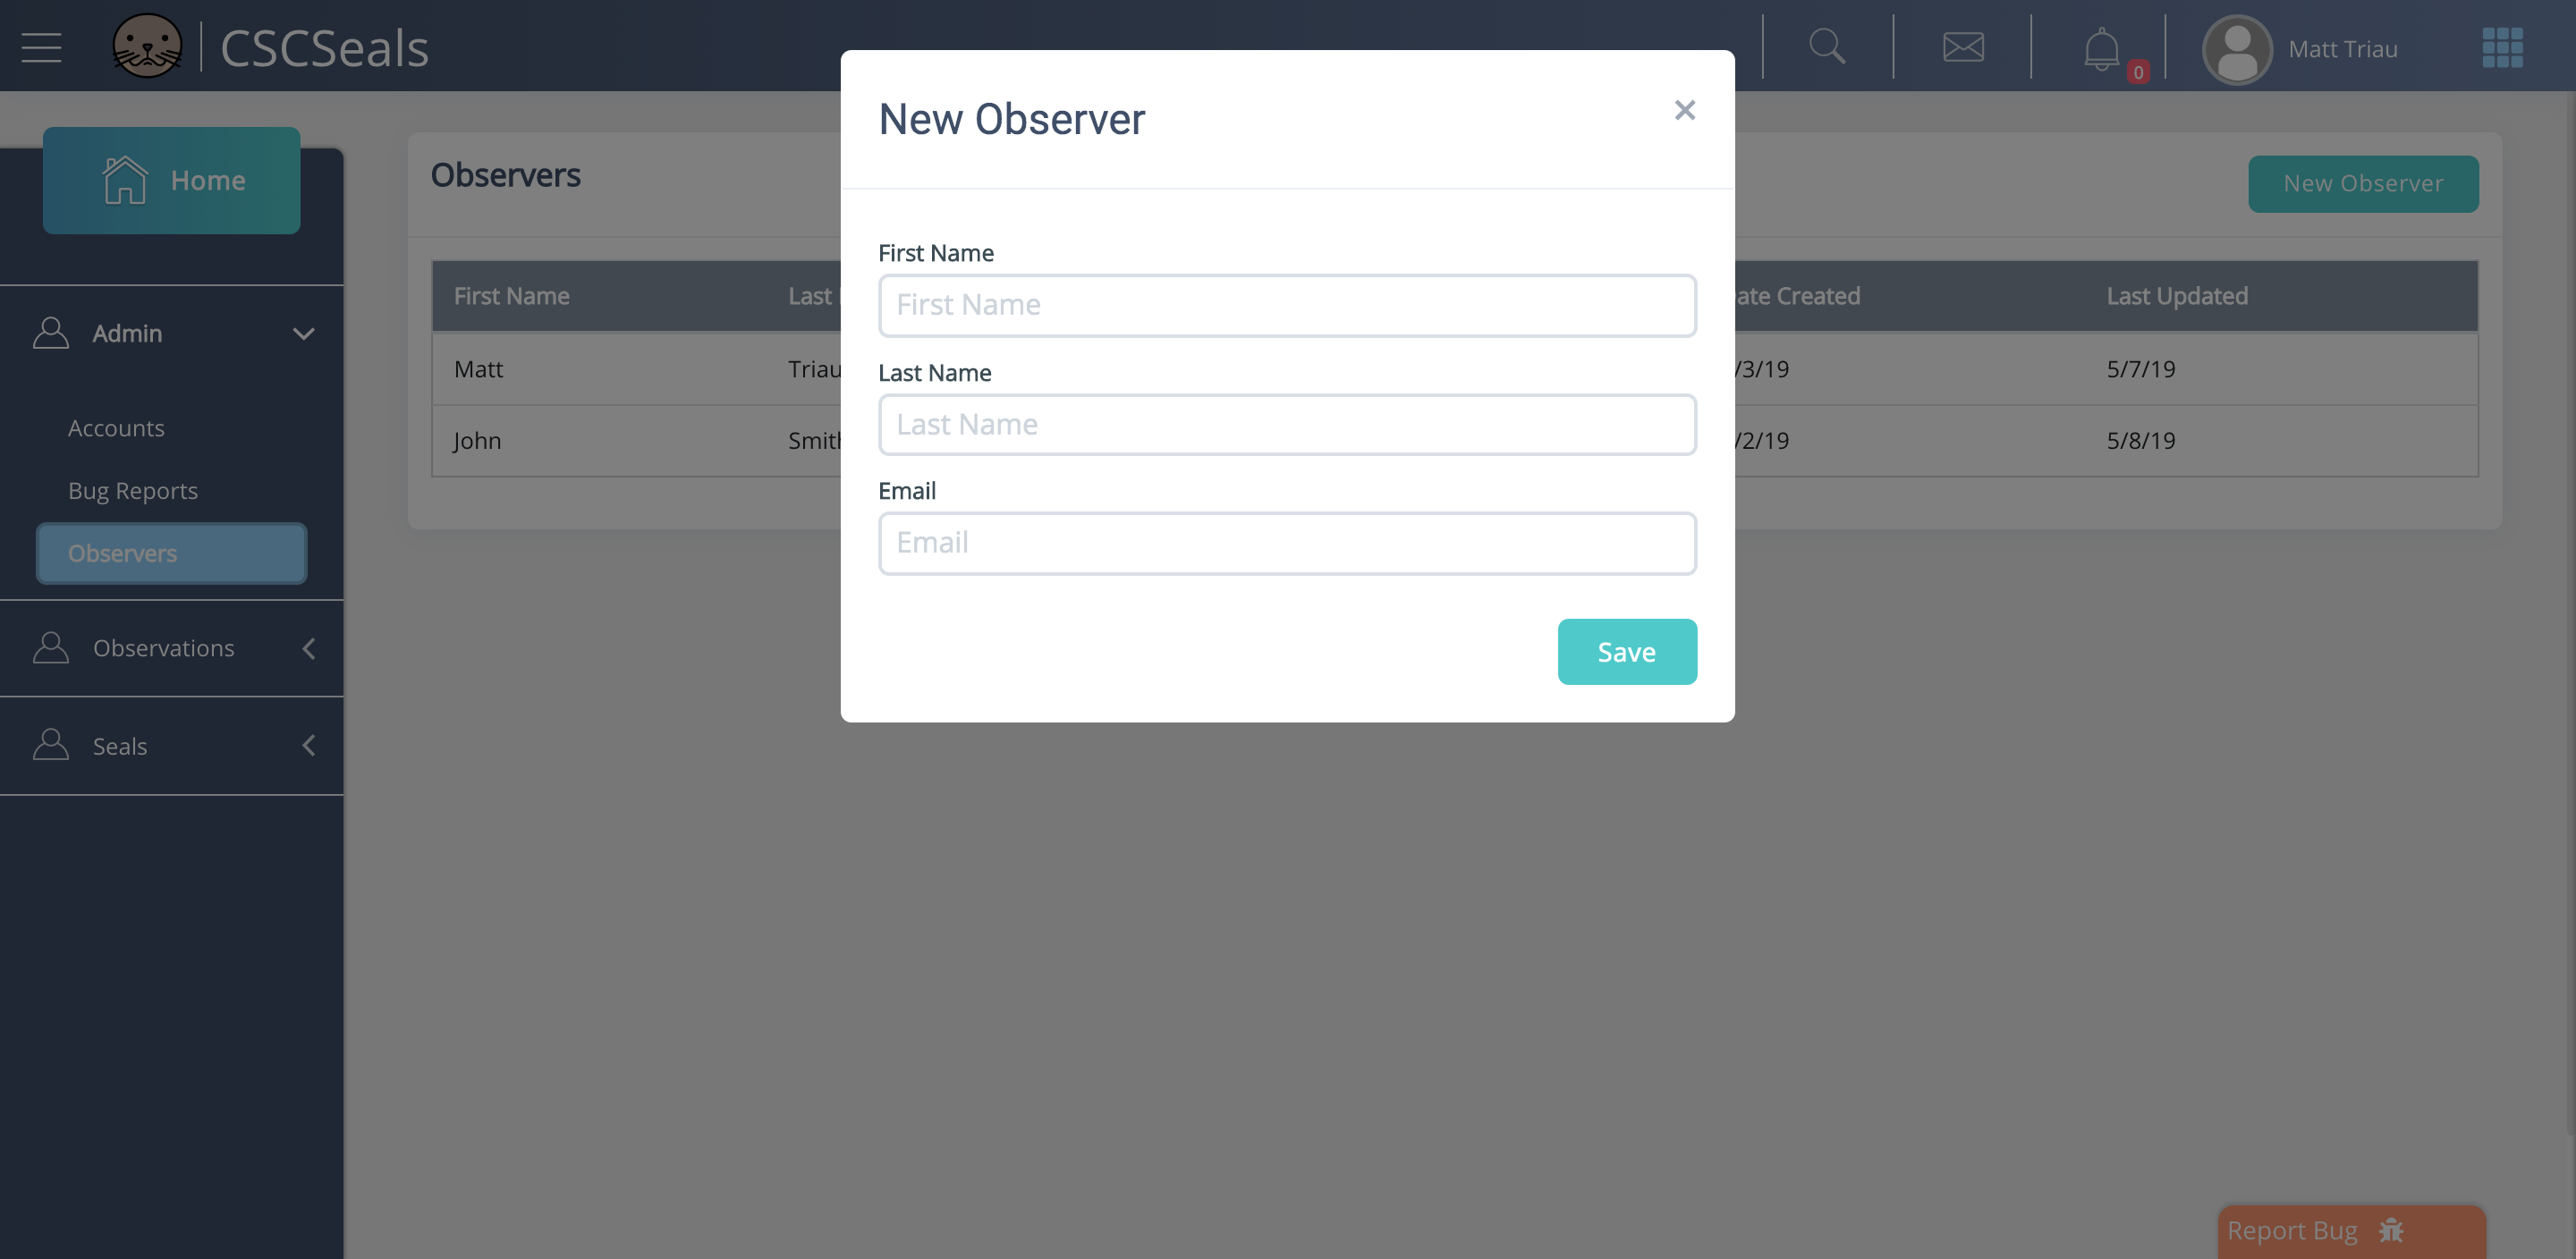 CSCSeals
0
Matt Triau
Home
Admin
Accounts
Bug Reports
Observers
Observations
Seals
Observers
New Observer
First Name Last Date Created Last Updated
Matt Triau /3/19 5/7/19
John Smith /2/19 5/8/19
New Observer
×
First Name
First Name
Last Name
Last Name
Email
Email
Save
Report Bug